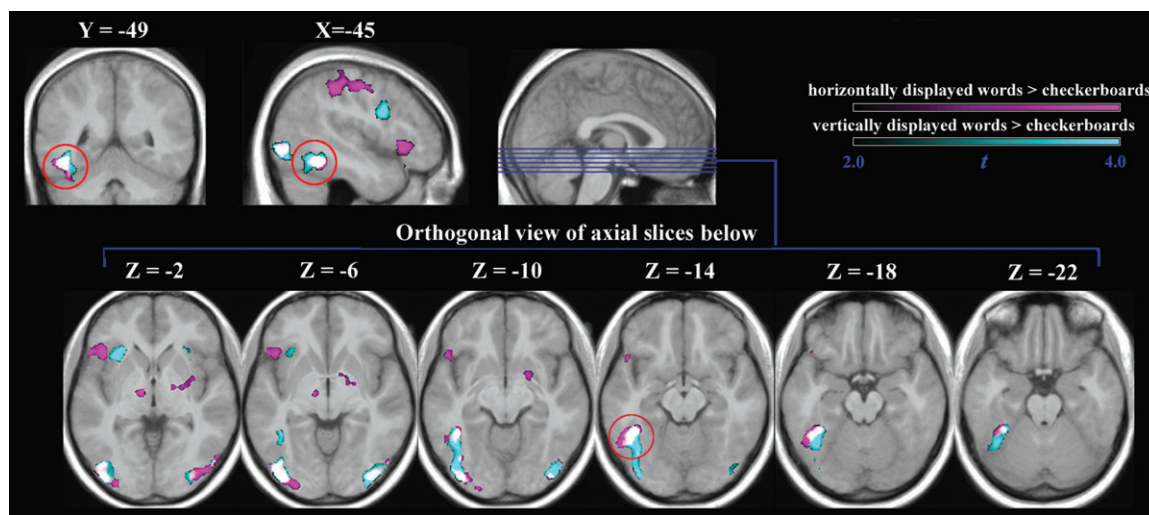 Y = -49
X=-45
horizontally displayed words > checkerboards
vertically displayed words > checkerboards
2.0 t 4.0
Orthogonal view of axial slices below
Z = -2 Z = -6 Z = -10 Z = -14 Z = -18 Z = -22